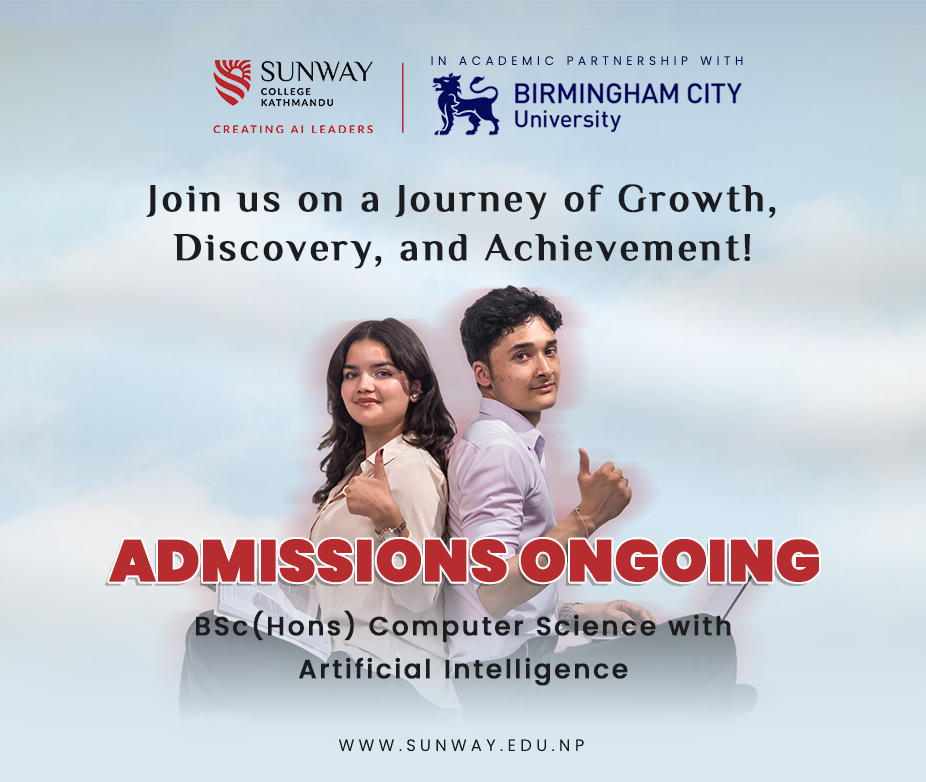 SUNWAY
COLLEGE
KATHMANDU
CREATING AI LEADERS
IN ACADEMIC PARTNERSHIP WITH
BIRMINGHAM CITY
University
Join us on a Journey of Growth,
Discovery, and Achievement!
ADMISSIONS ONGOING
BSc(Hons) Computer Science with
Artificial Intelligence
WWW.SUNWAY.EDU.NP